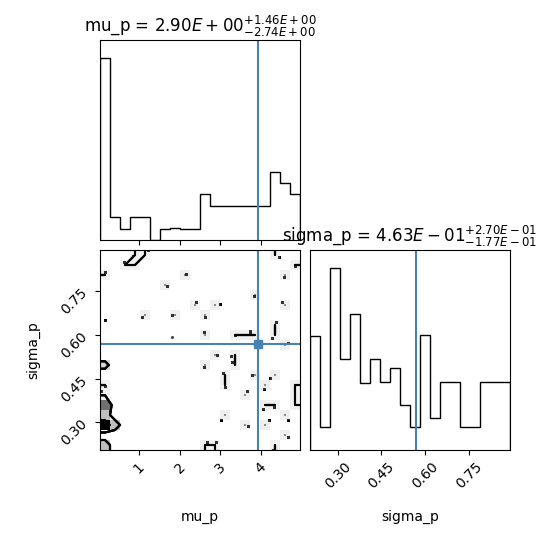 mu_p = 2.90E + 00+1.46E+00−2.74E+00
sigma_p = 4.63E − 01+2.70E−01−1.77E−01
sigma_p
0.75
0.60
0.45
0.30
1 2 3 4
0.30 0.45 0.60 0.75
mu_p
sigma_p